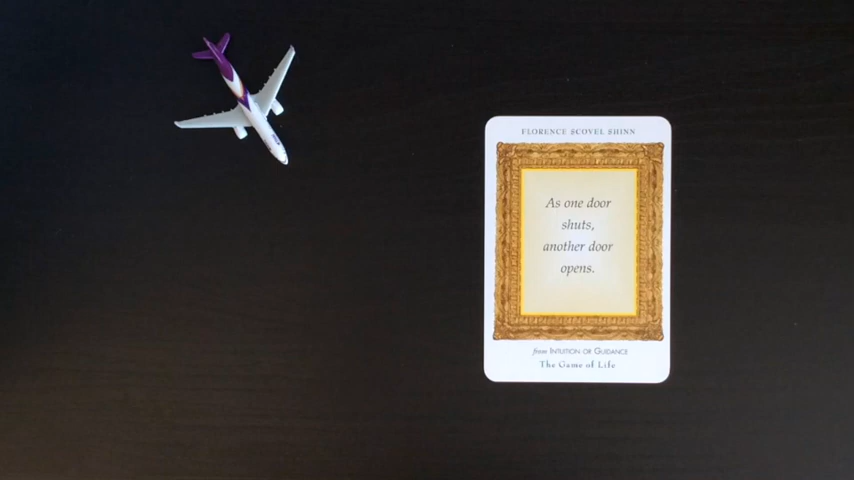 FLORENCE SCOVEL SHINN
As one door
shuts,
another door
opens.
from INTUITION OR GUIDANCE
The Game of Life